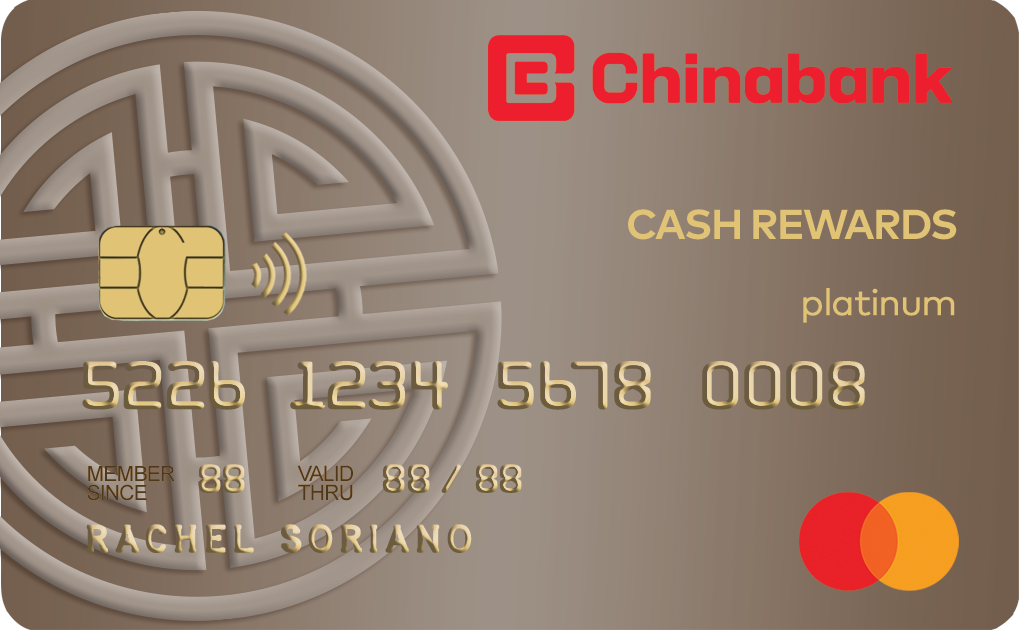 Chinabank
CASH REWARDS
platinum
5226 1234 5678 0008
MEMBER SINCE 88 VALID THRU 88 / 88
RACHEL SORIANO